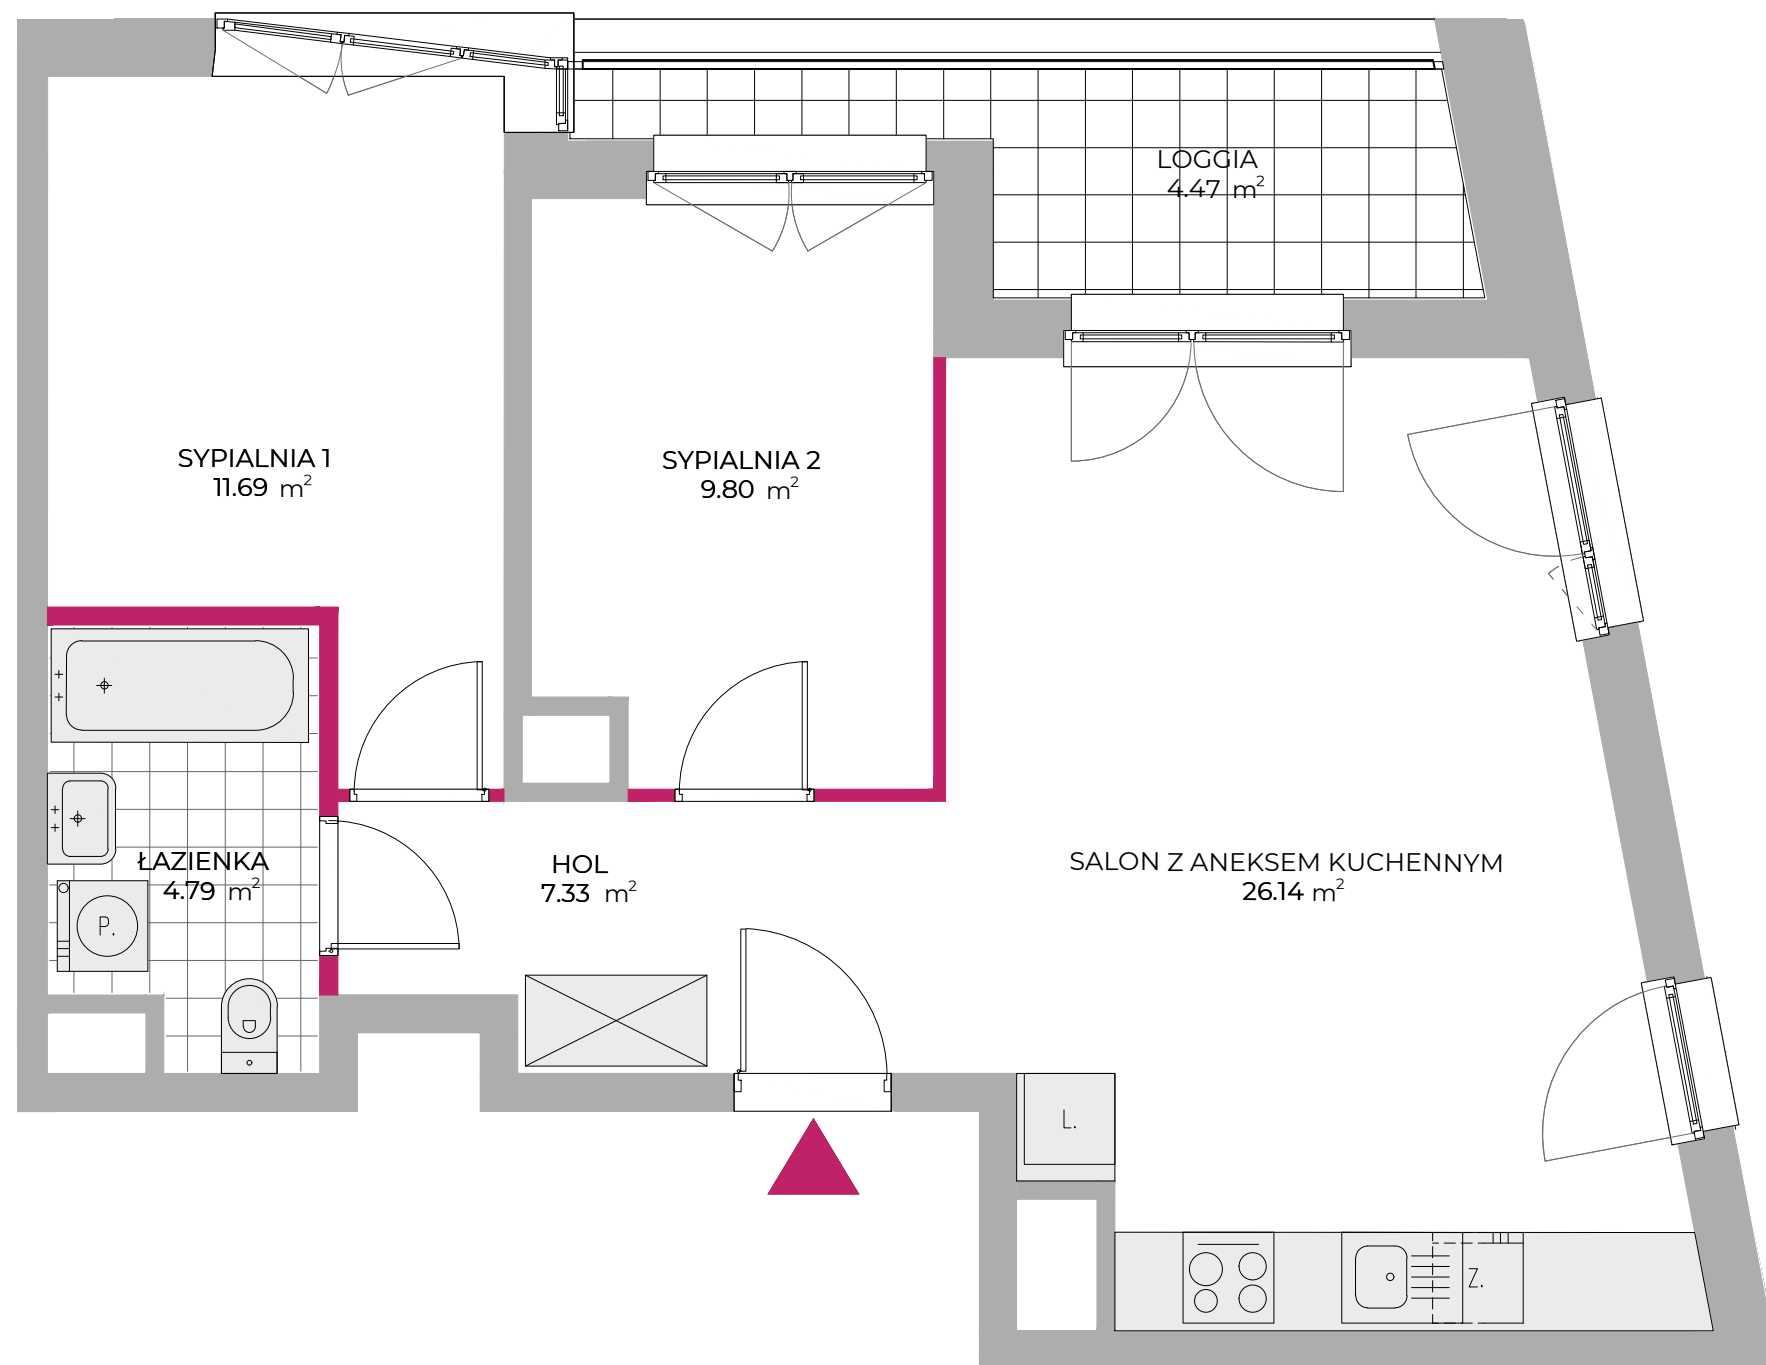 LOGGIA
4.47 m²
SYPIALNIA 1
11.69 m²
SYPIALNIA 2
9.80 m²
ŁAZIENKA
4.79 m²
P.
HOL
7.33 m²
SALON Z ANEKSEM KUCHENNYM
26.14 m²
L.
Z.